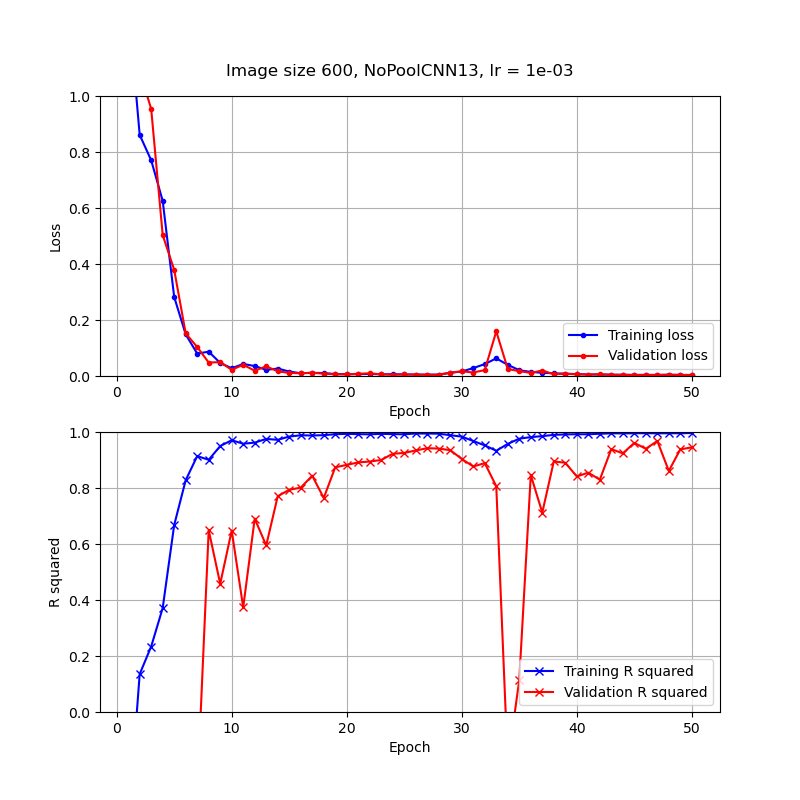 Image size 600, NoPoolCNN13, lr = 1e-03
1.0
0.8
0.6
0.4
0.2
0.0
Loss
Training loss
Validation loss
0 10 20 30 40 50
Epoch
1.0
0.8
0.6
0.4
0.2
0.0
R squared
Training R squared
Validation R squared
0 10 20 30 40 50
Epoch